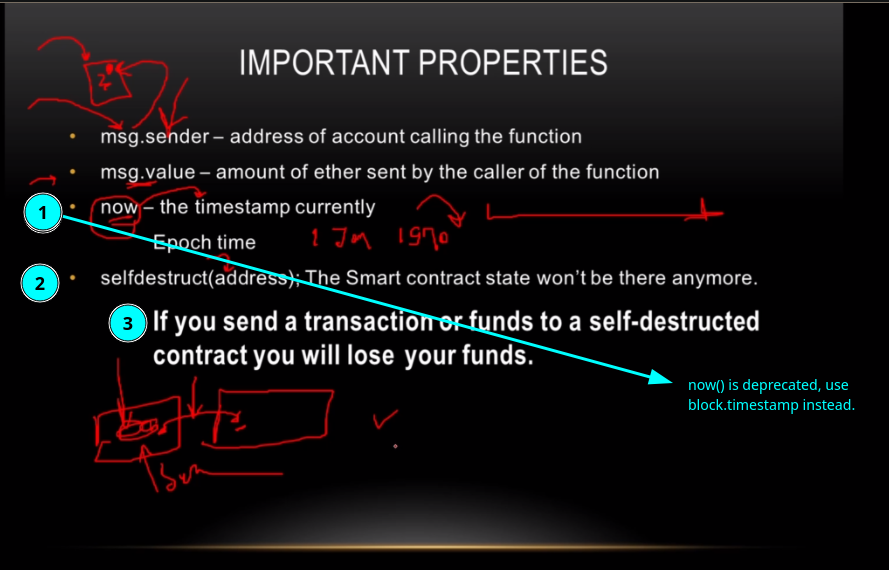 IMPORTANT PROPERTIES
• msg.sender – address of account calling the function
• msg.value – amount of ether sent by the caller of the function
1 • now – the timestamp currently
Epoch time 1 Jan 1970
2 • selfdestruct(address); The Smart contract state won't be there anymore.
3 If you send a transaction or funds to a self-destructed
contract you will lose your funds.
now() is deprecated, use
block.timestamp instead.